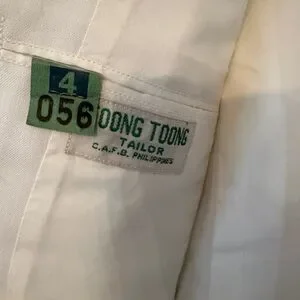 4
056
OONG TOONG
TAILOR
C.A.F.B. PHILIPPINES